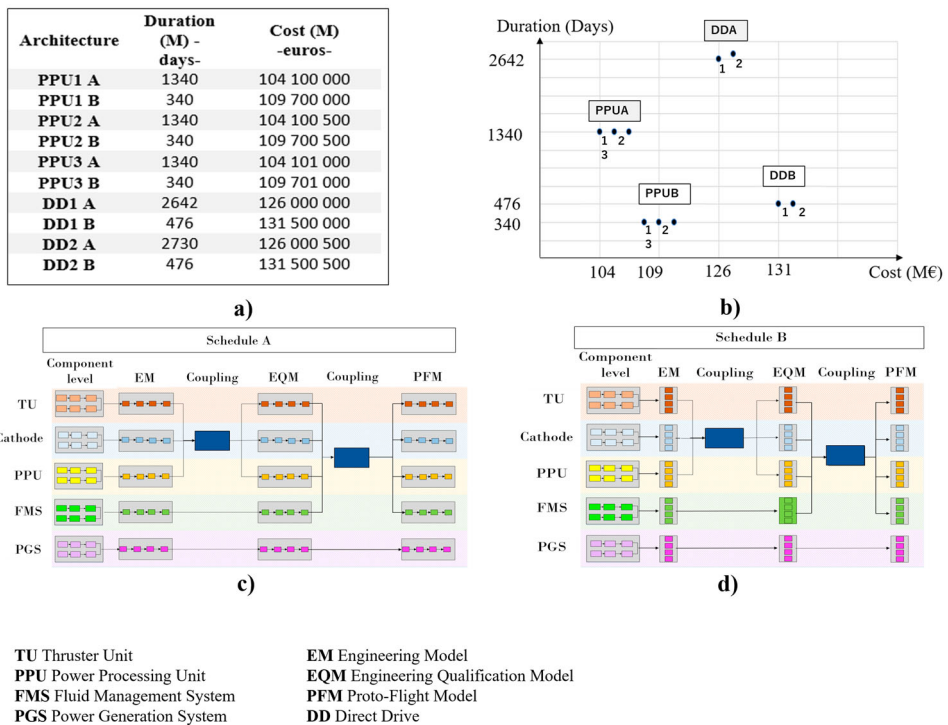 Architecture Duration (M) - days- Cost (M) -euros-
PPU1 A 1340 104 100 000
PPU1 B 340 109 700 000
PPU2 A 1340 104 100 500
PPU2 B 340 109 700 500
PPU3 A 1340 104 101 000
PPU3 B 340 109 701 000
DD1 A 2642 126 000 000
DD1 B 476 131 500 000
DD2 A 2730 126 000 500
DD2 B 476 131 500 500
a)
Duration (Days)
DDA
2642
1 2
PPUA
1340
1 2
3
DDB
476
1 2
PPUB
340
1 2
3
104 109 126 131
Cost (M€)
b)
Schedule A
Component level EM Coupling EQM Coupling PFM
TU
Cathode
PPU
FMS
PGS
c)
Schedule B
Component level EM Coupling EQM Coupling PFM
TU
Cathode
PPU
FMS
PGS
d)
TU Thruster Unit
PPU Power Processing Unit
FMS Fluid Management System
PGS Power Generation System
EM Engineering Model
EQM Engineering Qualification Model
PFM Proto-Flight Model
DD Direct Drive